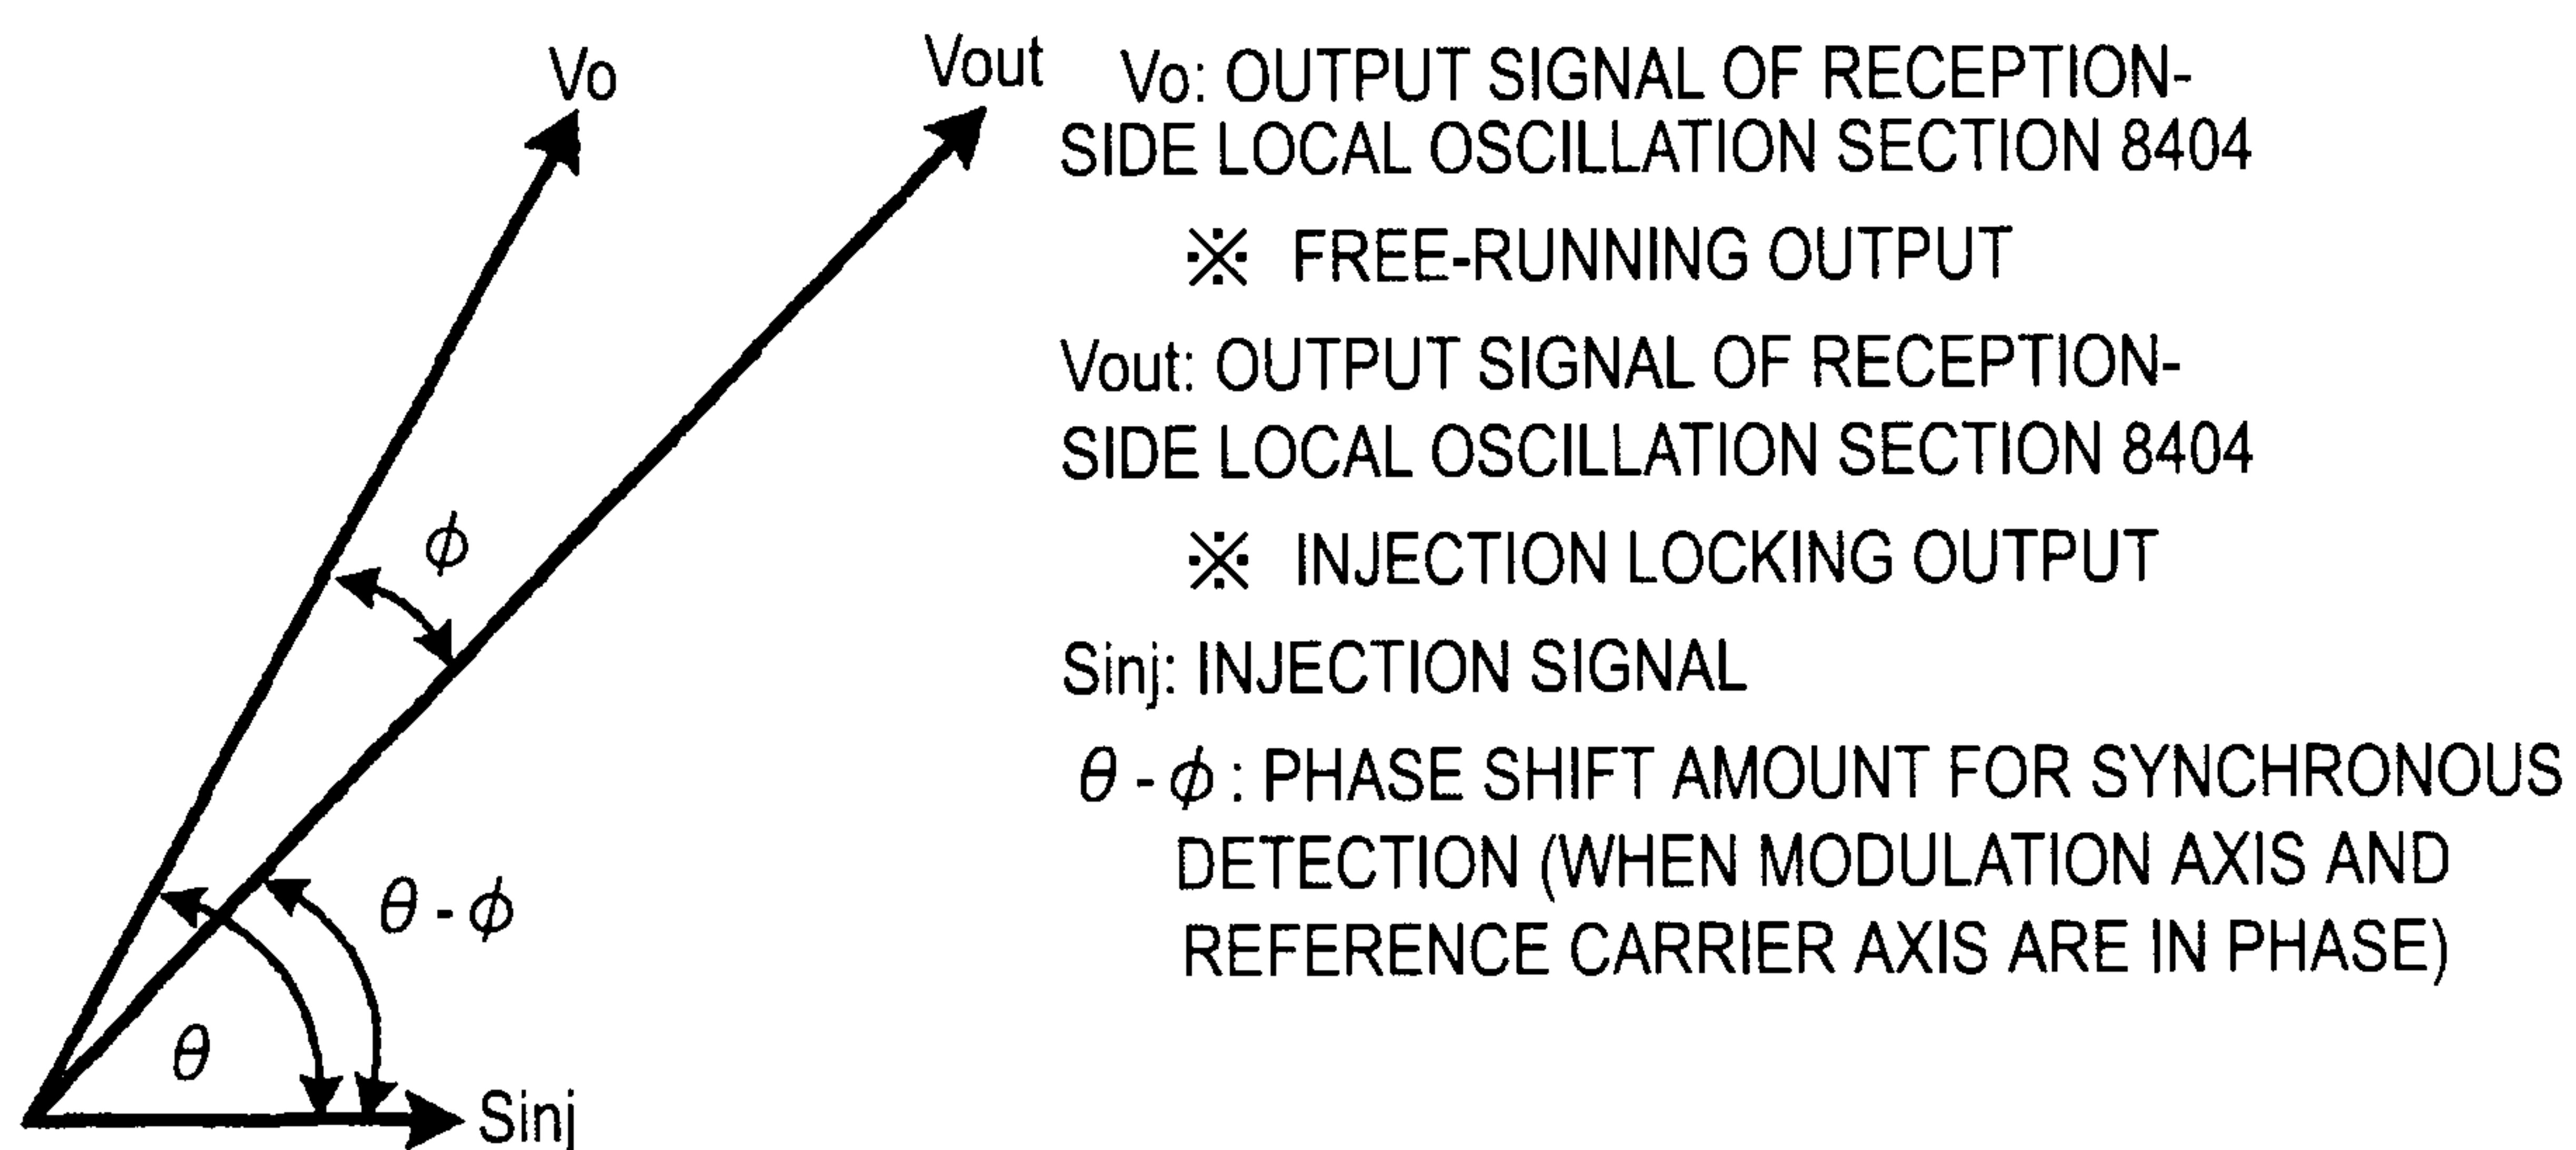 Vo
Vout
Vo: OUTPUT SIGNAL OF RECEPTION-
SIDE LOCAL OSCILLATION SECTION 8404
※ FREE-RUNNING OUTPUT
Vout: OUTPUT SIGNAL OF RECEPTION-
SIDE LOCAL OSCILLATION SECTION 8404
※ INJECTION LOCKING OUTPUT
Sinj: INJECTION SIGNAL
θ - ϕ : PHASE SHIFT AMOUNT FOR SYNCHRONOUS
DETECTION (WHEN MODULATION AXIS AND
REFERENCE CARRIER AXIS ARE IN PHASE)
ϕ
θ - ϕ
θ
Sinj